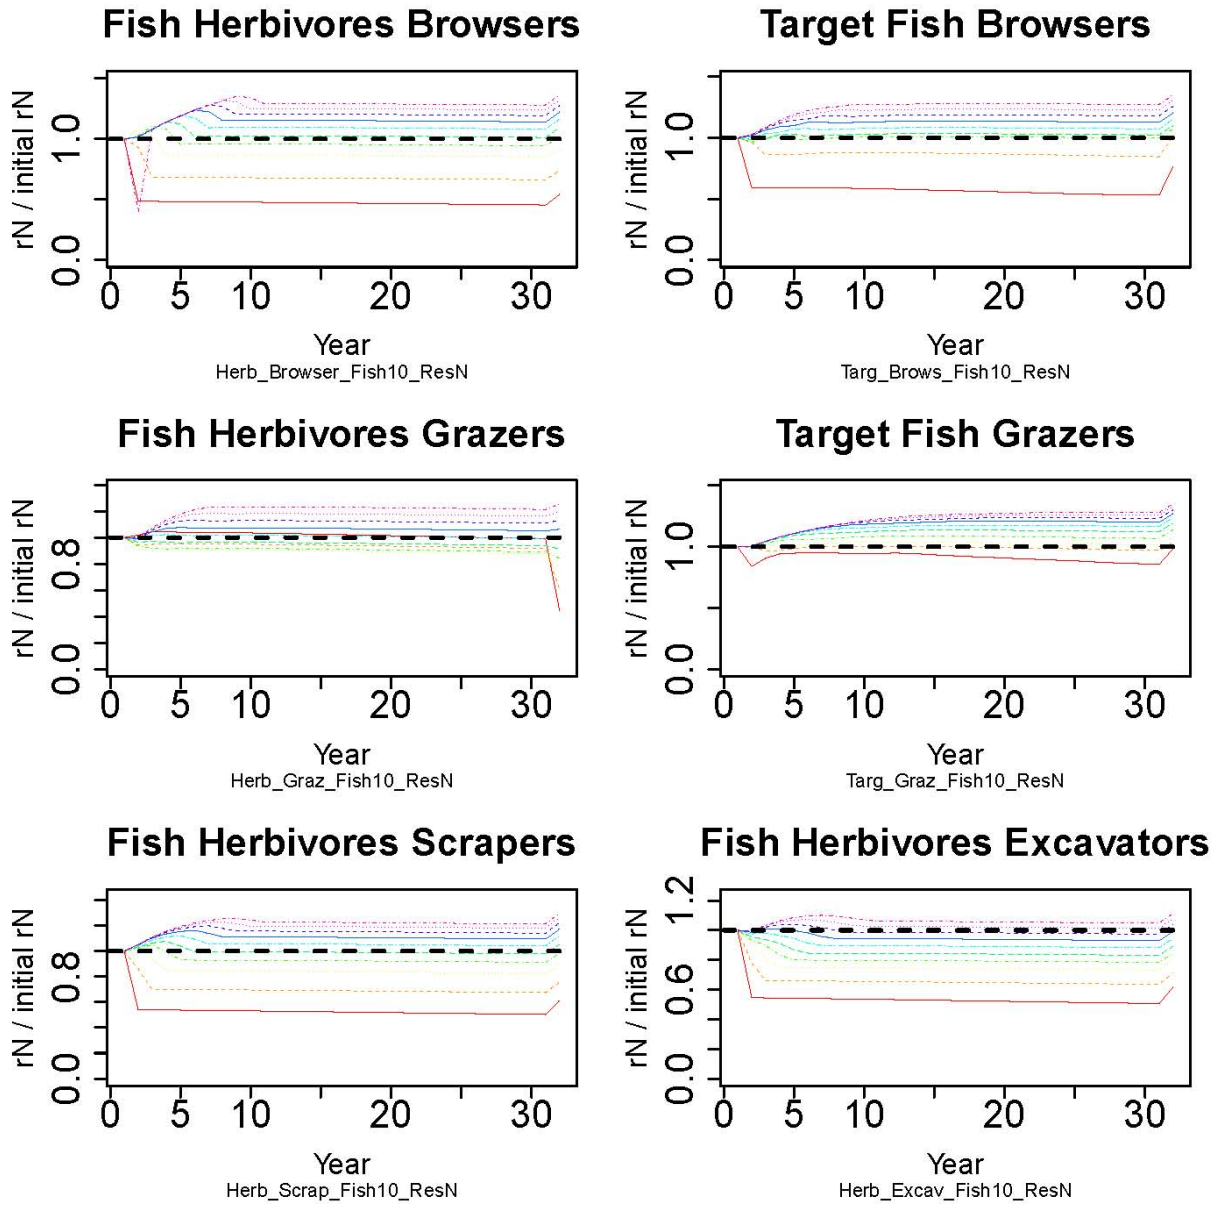 Fish Herbivores Browsers
rN / initial rN
0.0 1.0
0 5 10 20 30
Year
Herb_Browser_Fish10_ResN
Target Fish Browsers
rN / initial rN
0.0 1.0
0 5 10 20 30
Year
Targ_Brows_Fish10_ResN
Fish Herbivores Grazers
rN / initial rN
0.0 0.8
0 5 10 20 30
Year
Herb_Graz_Fish10_ResN
Target Fish Grazers
rN / initial rN
0.0 1.0
0 5 10 20 30
Year
Targ_Graz_Fish10_ResN
Fish Herbivores Scrapers
rN / initial rN
0.0 0.8
0 5 10 20 30
Year
Herb_Scrap_Fish10_ResN
Fish Herbivores Excavators
rN / initial rN
0.0 0.6 1.2
0 5 10 20 30
Year
Herb_Excav_Fish10_ResN